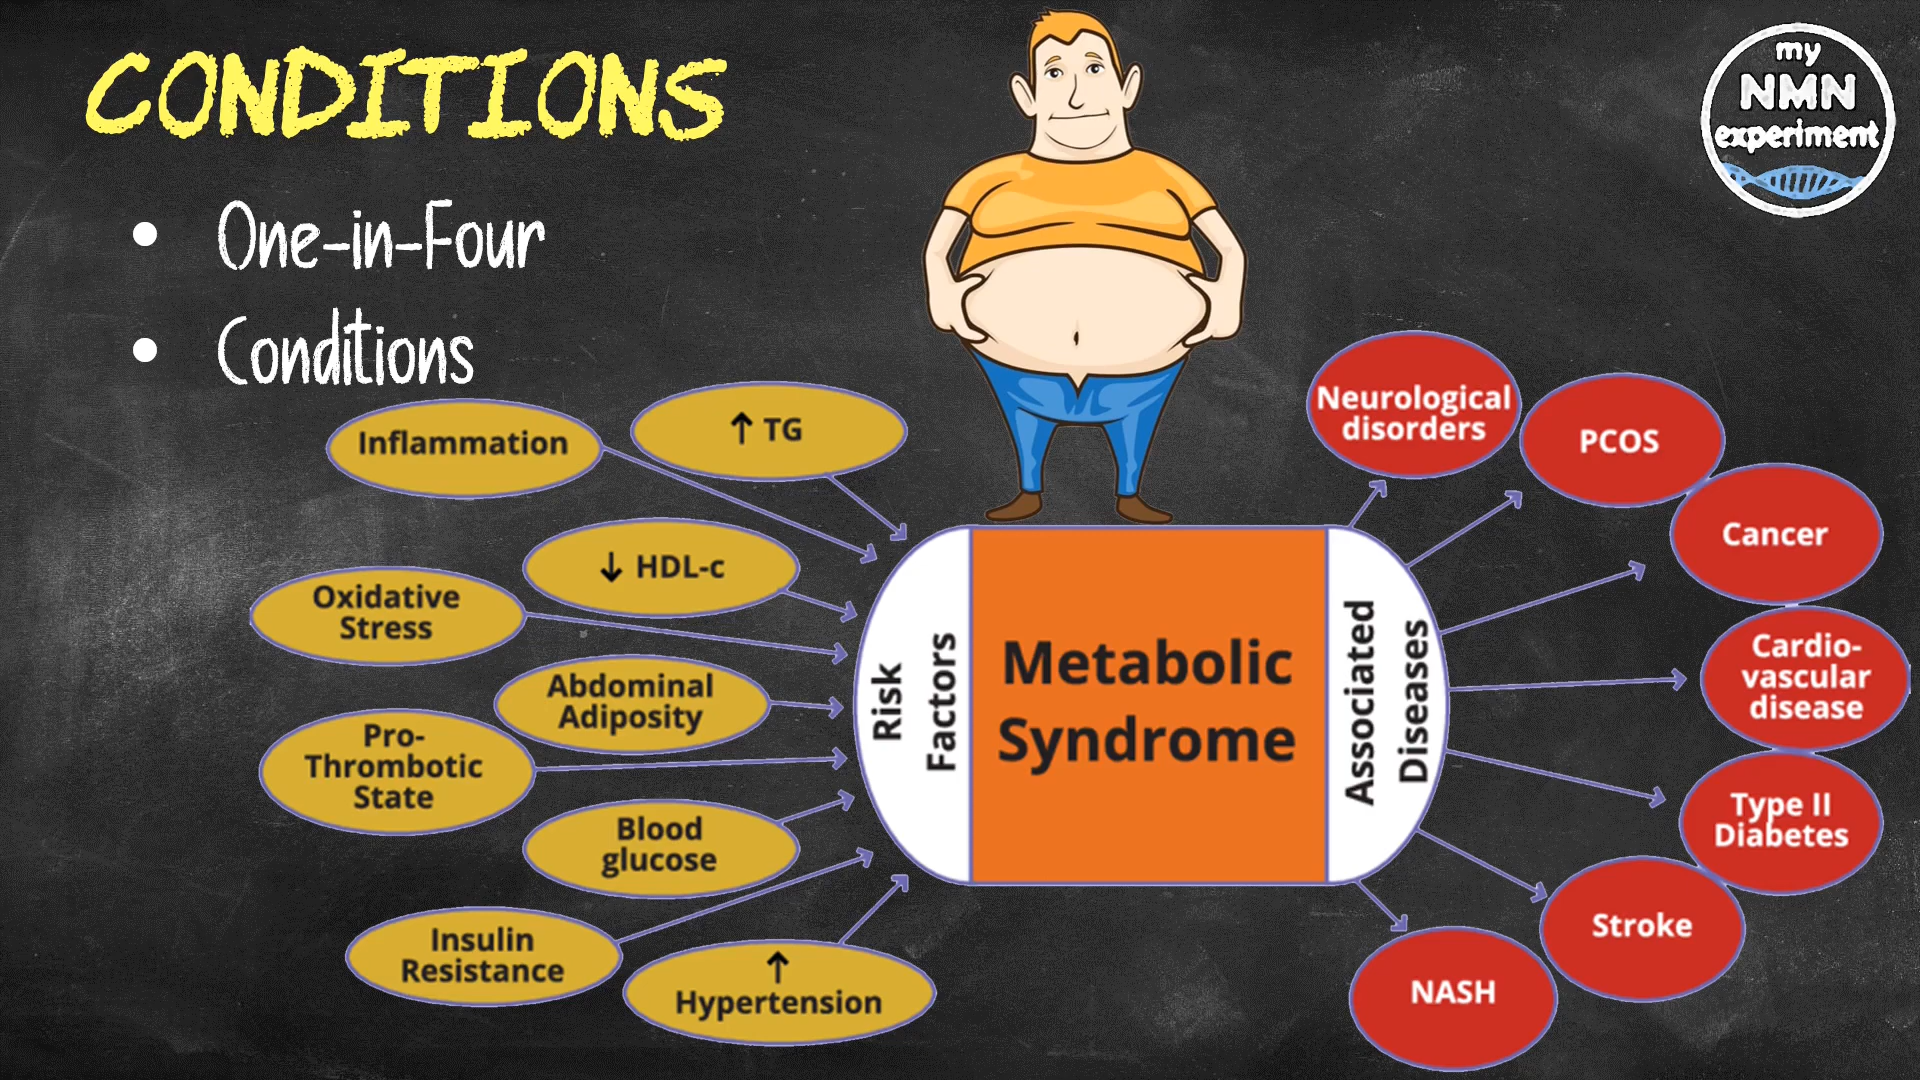 CONDITIONS
my
NMN
experiment
• One-in-Four
• Conditions
Inflammation
↑ TG
↓ HDL-c
Oxidative
Stress
Abdominal
Adiposity
Pro-
Thrombotic
State
Blood
glucose
Insulin
Resistance
↑
Hypertension
Risk
Factors
Metabolic
Syndrome
Associated
Diseases
Neurological
disorders
PCOS
Cancer
Cardio-
vascular
disease
Type II
Diabetes
Stroke
NASH